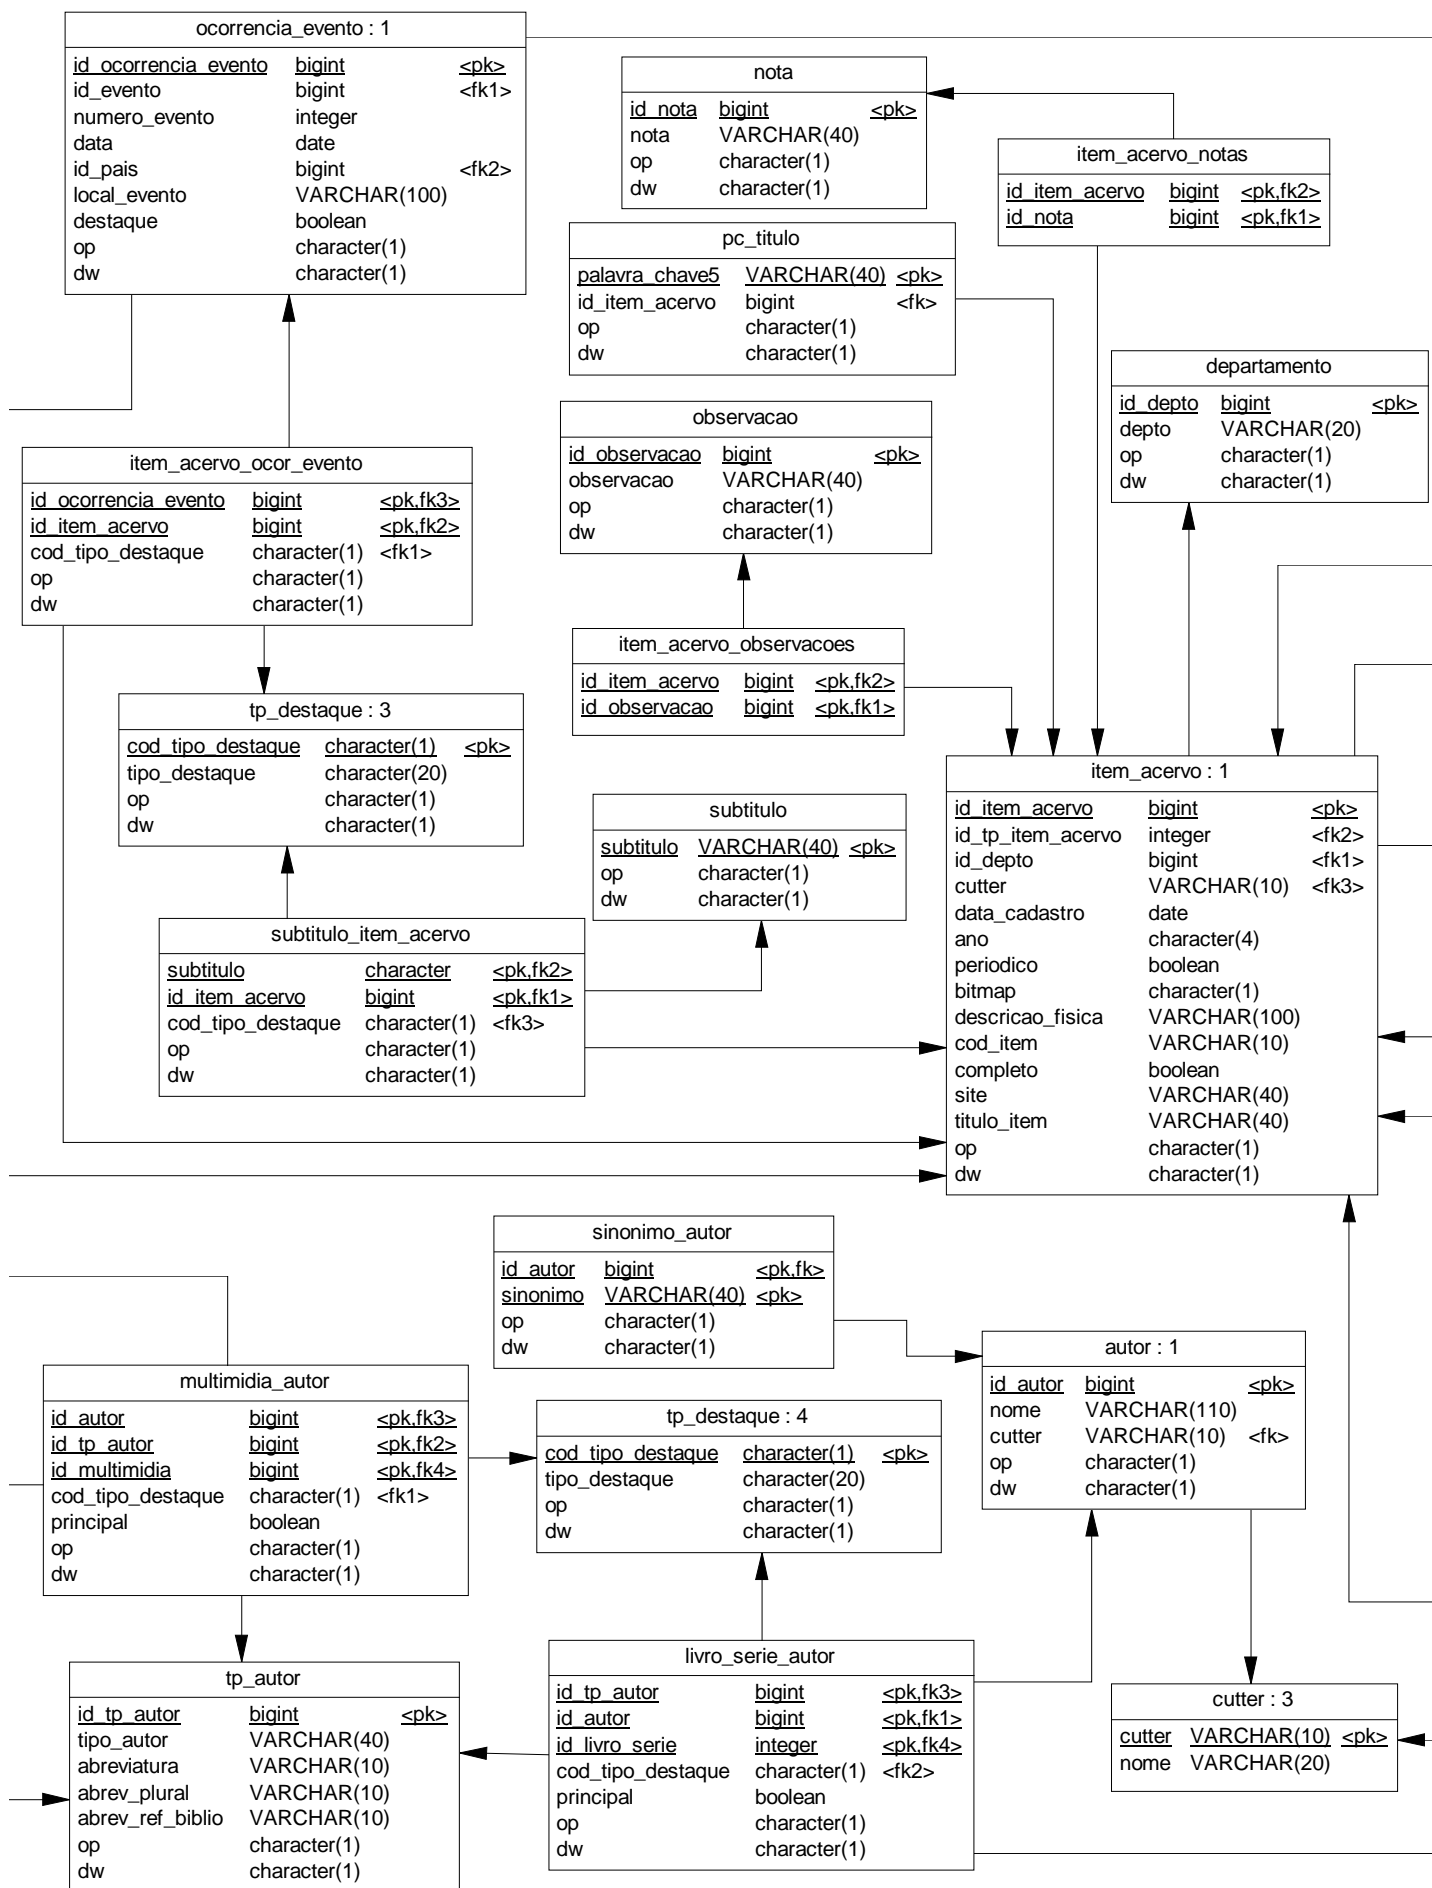 ocorrencia_evento : 1
id_ocorrencia_evento bigint <pk>
id_evento bigint <fk1>
numero_evento integer
data date
id_pais bigint <fk2>
local_evento VARCHAR(100)
destaque boolean
op character(1)
dw character(1)
nota
id_nota bigint <pk>
nota VARCHAR(40)
op character(1)
dw character(1)
item_acervo_notas
id_item_acervo bigint <pk,fk2>
id_nota bigint <pk,fk1>
pc_titulo
palavra_chave5 VARCHAR(40) <pk>
id_item_acervo bigint <fk>
op character(1)
dw character(1)
departamento
id_depto bigint <pk>
depto VARCHAR(20)
op character(1)
dw character(1)
observacao
id_observacao bigint <pk>
observacao VARCHAR(40)
op character(1)
dw character(1)
item_acervo_ocor_evento
id_ocorrencia_evento bigint <pk,fk3>
id_item_acervo bigint <pk,fk2>
cod_tipo_destaque character(1) <fk1>
op character(1)
dw character(1)
item_acervo_observacoes
id_item_acervo bigint <pk,fk2>
id_observacao bigint <pk,fk1>
tp_destaque : 3
cod_tipo_destaque character(1) <pk>
tipo_destaque character(20)
op character(1)
dw character(1)
subtitulo
subtitulo VARCHAR(40) <pk>
op character(1)
dw character(1)
item_acervo : 1
id_item_acervo bigint <pk>
id_tp_item_acervo integer <fk2>
id_depto bigint <fk1>
cutter VARCHAR(10) <fk3>
data_cadastro date
ano character(4)
periodico boolean
bitmap character(1)
descricao_fisica VARCHAR(100)
cod_item VARCHAR(10)
completo boolean
site VARCHAR(40)
titulo_item VARCHAR(40)
op character(1)
dw character(1)
subtitulo_item_acervo
subtitulo character <pk,fk2>
id_item_acervo bigint <pk,fk1>
cod_tipo_destaque character(1) <fk3>
op character(1)
dw character(1)
sinonimo_autor
id_autor bigint <pk,fk>
sinonimo VARCHAR(40) <pk>
op character(1)
dw character(1)
autor : 1
id_autor bigint <pk>
nome VARCHAR(110)
cutter VARCHAR(10) <fk>
op character(1)
dw character(1)
multimidia_autor
id_autor bigint <pk,fk3>
id_tp_autor bigint <pk,fk2>
id_multimidia bigint <pk,fk4>
cod_tipo_destaque character(1) <fk1>
principal boolean
op character(1)
dw character(1)
tp_destaque : 4
cod_tipo_destaque character(1) <pk>
tipo_destaque character(20)
op character(1)
dw character(1)
tp_autor
id_tp_autor bigint <pk>
tipo_autor VARCHAR(40)
abreviatura VARCHAR(10)
abrev_plural VARCHAR(10)
abrev_ref_biblio VARCHAR(10)
op character(1)
dw character(1)
livro_serie_autor
id_tp_autor bigint <pk,fk3>
id_autor bigint <pk,fk1>
id_livro_serie integer <pk,fk4>
cod_tipo_destaque character(1) <fk2>
principal boolean
op character(1)
dw character(1)
cutter : 3
cutter VARCHAR(10) <pk>
nome VARCHAR(20)